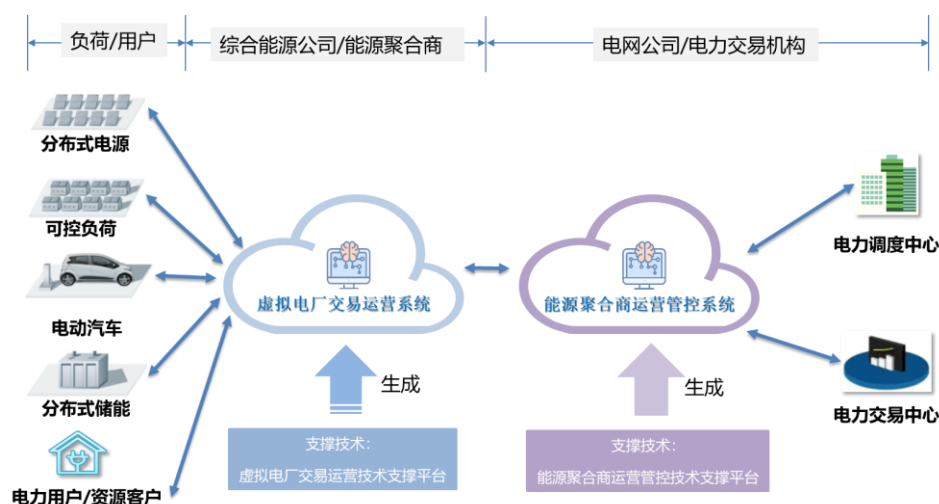 负荷/用户
综合能源公司/能源聚合商
电网公司/电力交易机构
分布式电源
可控负荷
电动汽车
分布式储能
电力用户/资源客户
虚拟电厂交易运营系统
能源聚合商运营管控系统
电力调度中心
电力交易中心
生成
生成
支撑技术：
虚拟电厂交易运营技术支撑平台
支撑技术：
能源聚合商运营管控技术支撑平台